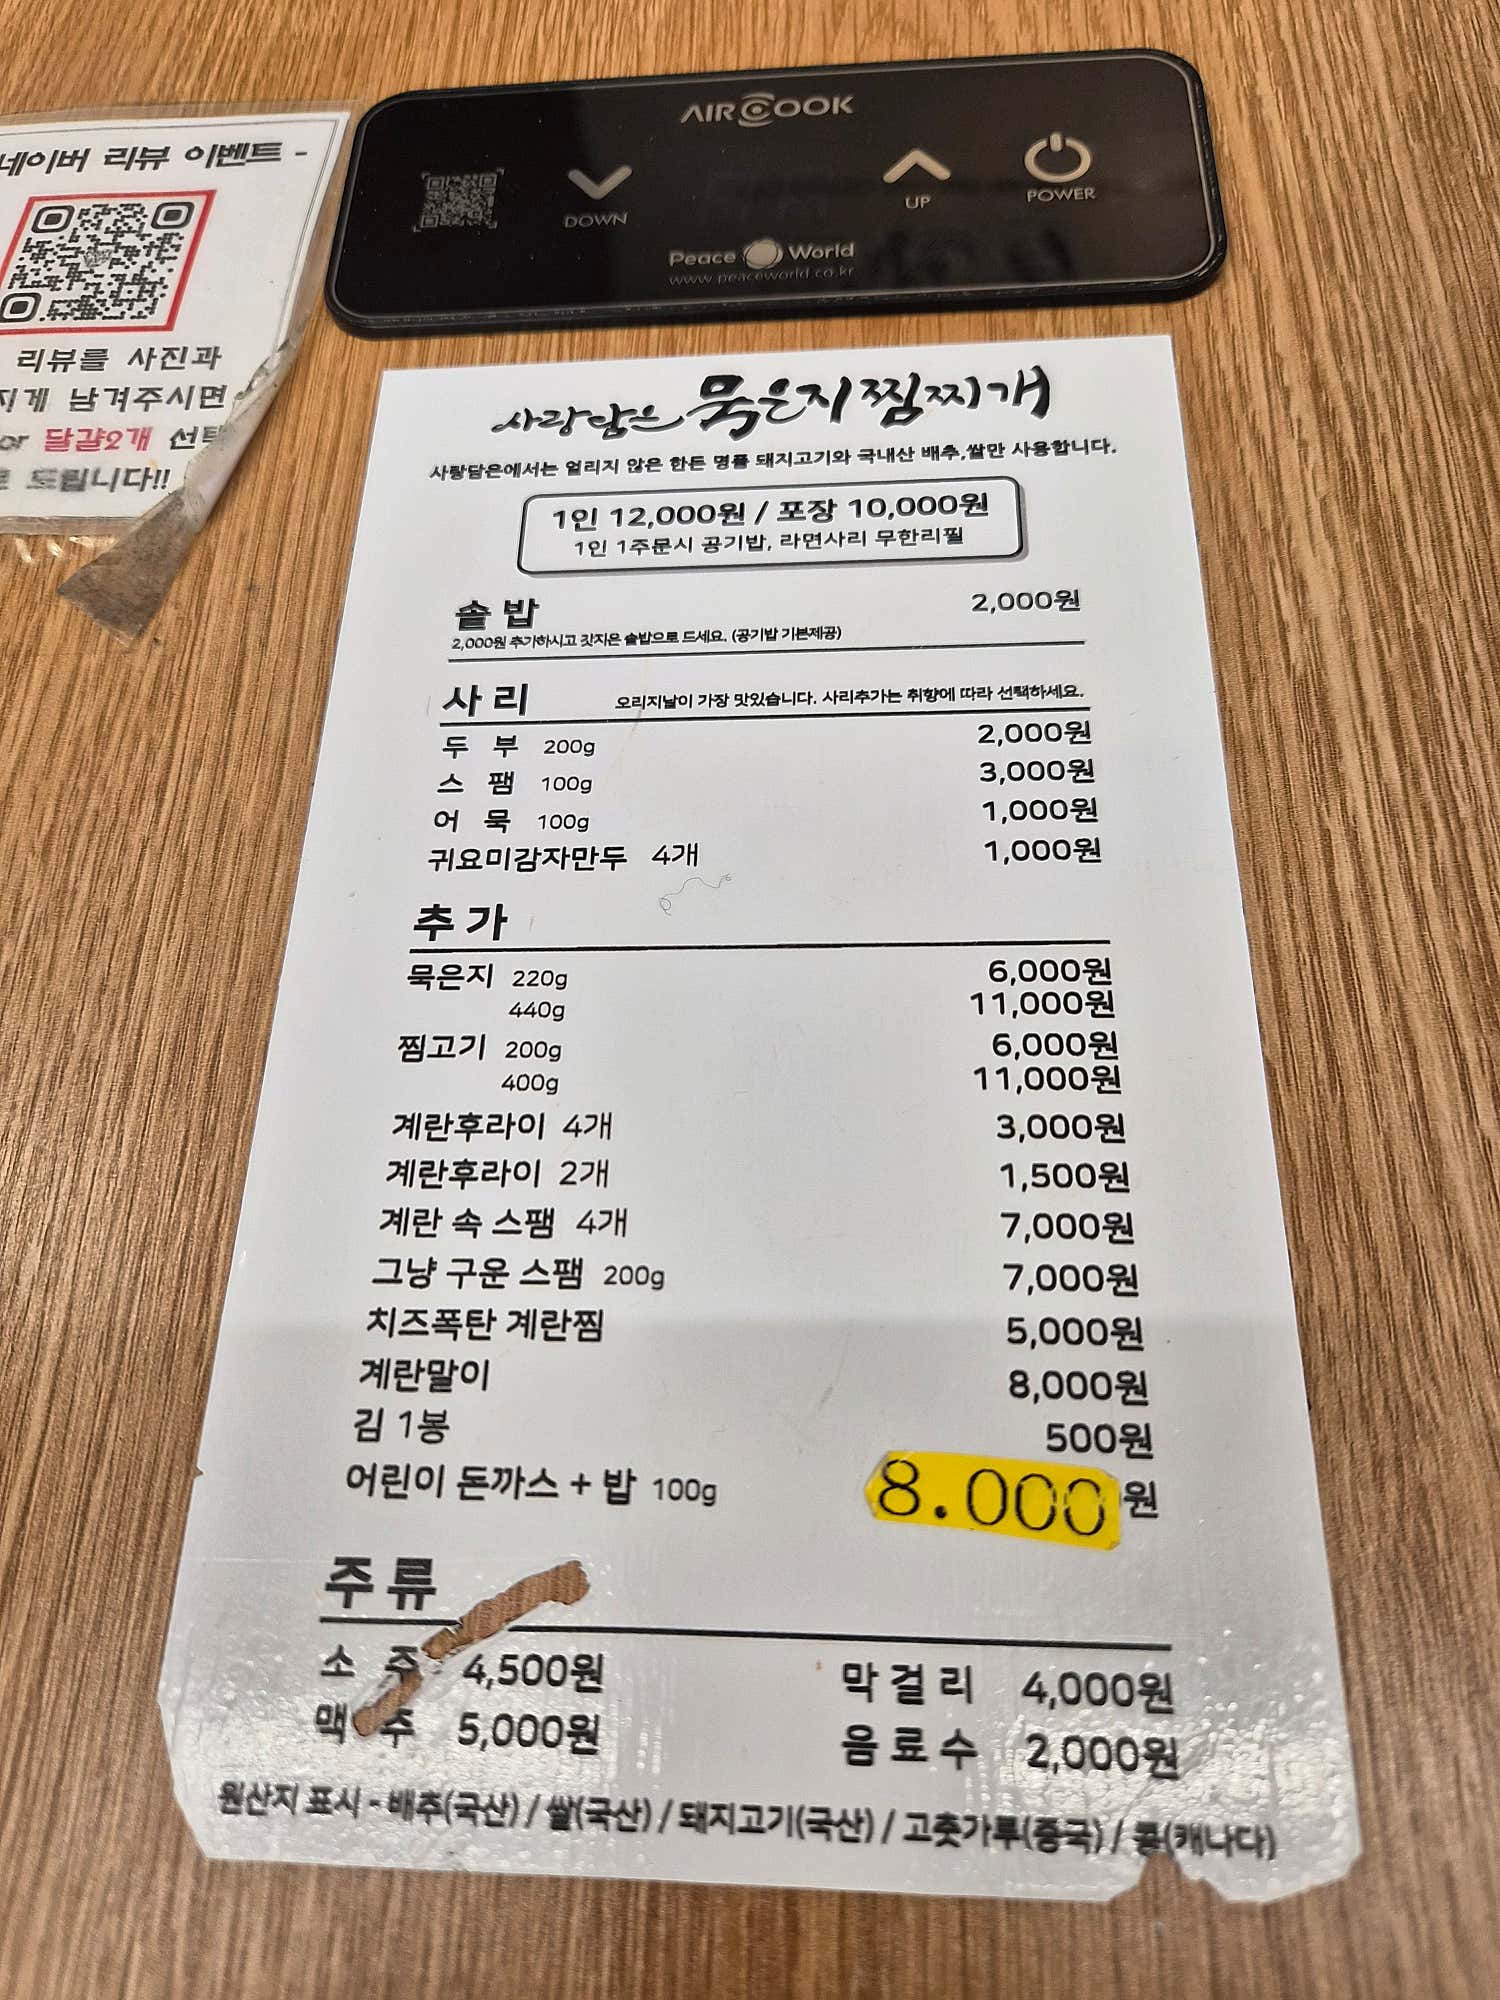 네이버 리뷰 이벤트 -
리뷰를 사진과
지게 남겨주시면
or 달걀2개 선택
로 드립니다!!
AIRCOOK
DOWN
UP
POWER
Peace World
www.peaceworld.co.kr
사랑담은 묵은지찜찌개
사랑담은에서는 얼리지 않은 한돈 명품 돼지고기와 국내산 배추,쌀만 사용합니다.
1인 12,000원 / 포장 10,000원
1인 1주문시 공기밥, 라면사리 무한리필
솥밥 2,000원
2,000원 추가하시고 갓지은 솥밥으로 드세요. (공기밥 기본제공)
사리 오리지날이 가장 맛있습니다. 사리추가는 취향에 따라 선택하세요.
두 부 200g 2,000원
스 팸 100g 3,000원
어 묵 100g 1,000원
귀요미감자만두 4개 1,000원
추가
묵은지 220g 6,000원
440g 11,000원
찜고기 200g 6,000원
400g 11,000원
계란후라이 4개 3,000원
계란후라이 2개 1,500원
계란 속 스팸 4개 7,000원
그냥 구운 스팸 200g 7,000원
치즈폭탄 계란찜 5,000원
계란말이 8,000원
김 1봉 500원
어린이 돈까스 + 밥 100g 8.000원
주류
소 주 4,500원 막걸리 4,000원
맥 주 5,000원 음료수 2,000원
원산지 표시 - 배추(국산) / 쌀(국산) / 돼지고기(국산) / 고춧가루(중국) / 콩(캐나다)